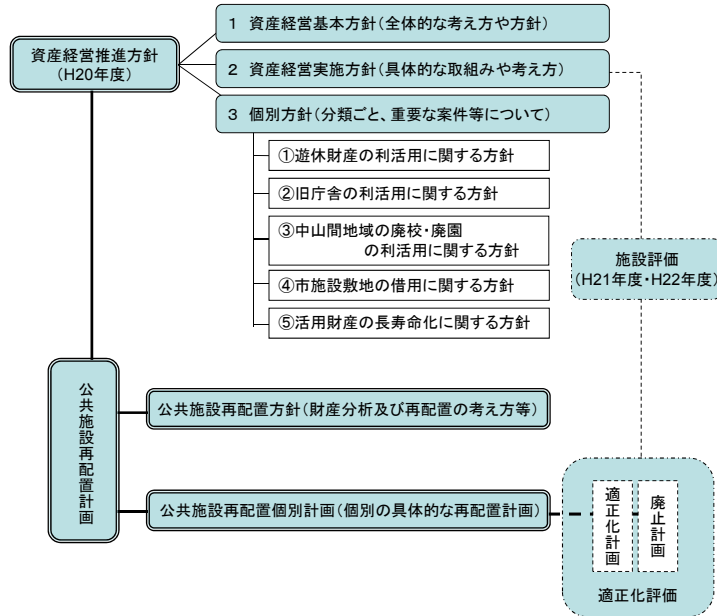 資産経営推進方針
(H20年度)
1 資産経営基本方針(全体的な考え方や方針)
2 資産経営実施方針(具体的な取組みや考え方)
3 個別方針(分類ごと、重要な案件等について)
①遊休財産の利活用に関する方針
②旧庁舎の利活用に関する方針
③中山間地域の廃校・廃園
の利活用に関する方針
④市施設敷地の借用に関する方針
⑤活用財産の長寿命化に関する方針
施設評価
(H21年度・H22年度)
公共施設再配置計画
公共施設再配置方針(財産分析及び再配置の考え方等)
公共施設再配置個別計画(個別の具体的な再配置計画)
適正化計画
廃止計画
適正化評価